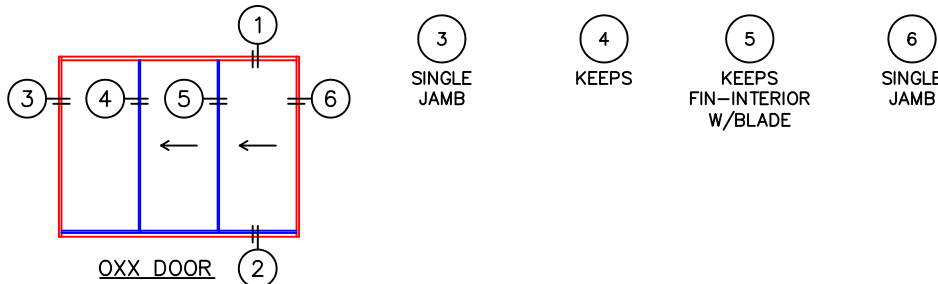 1
3
4
5
6
2
OXX DOOR
3
SINGLE
JAMB
4
KEEPS
5
KEEPS
FIN-INTERIOR
W/BLADE
6
SINGLE
JAMB